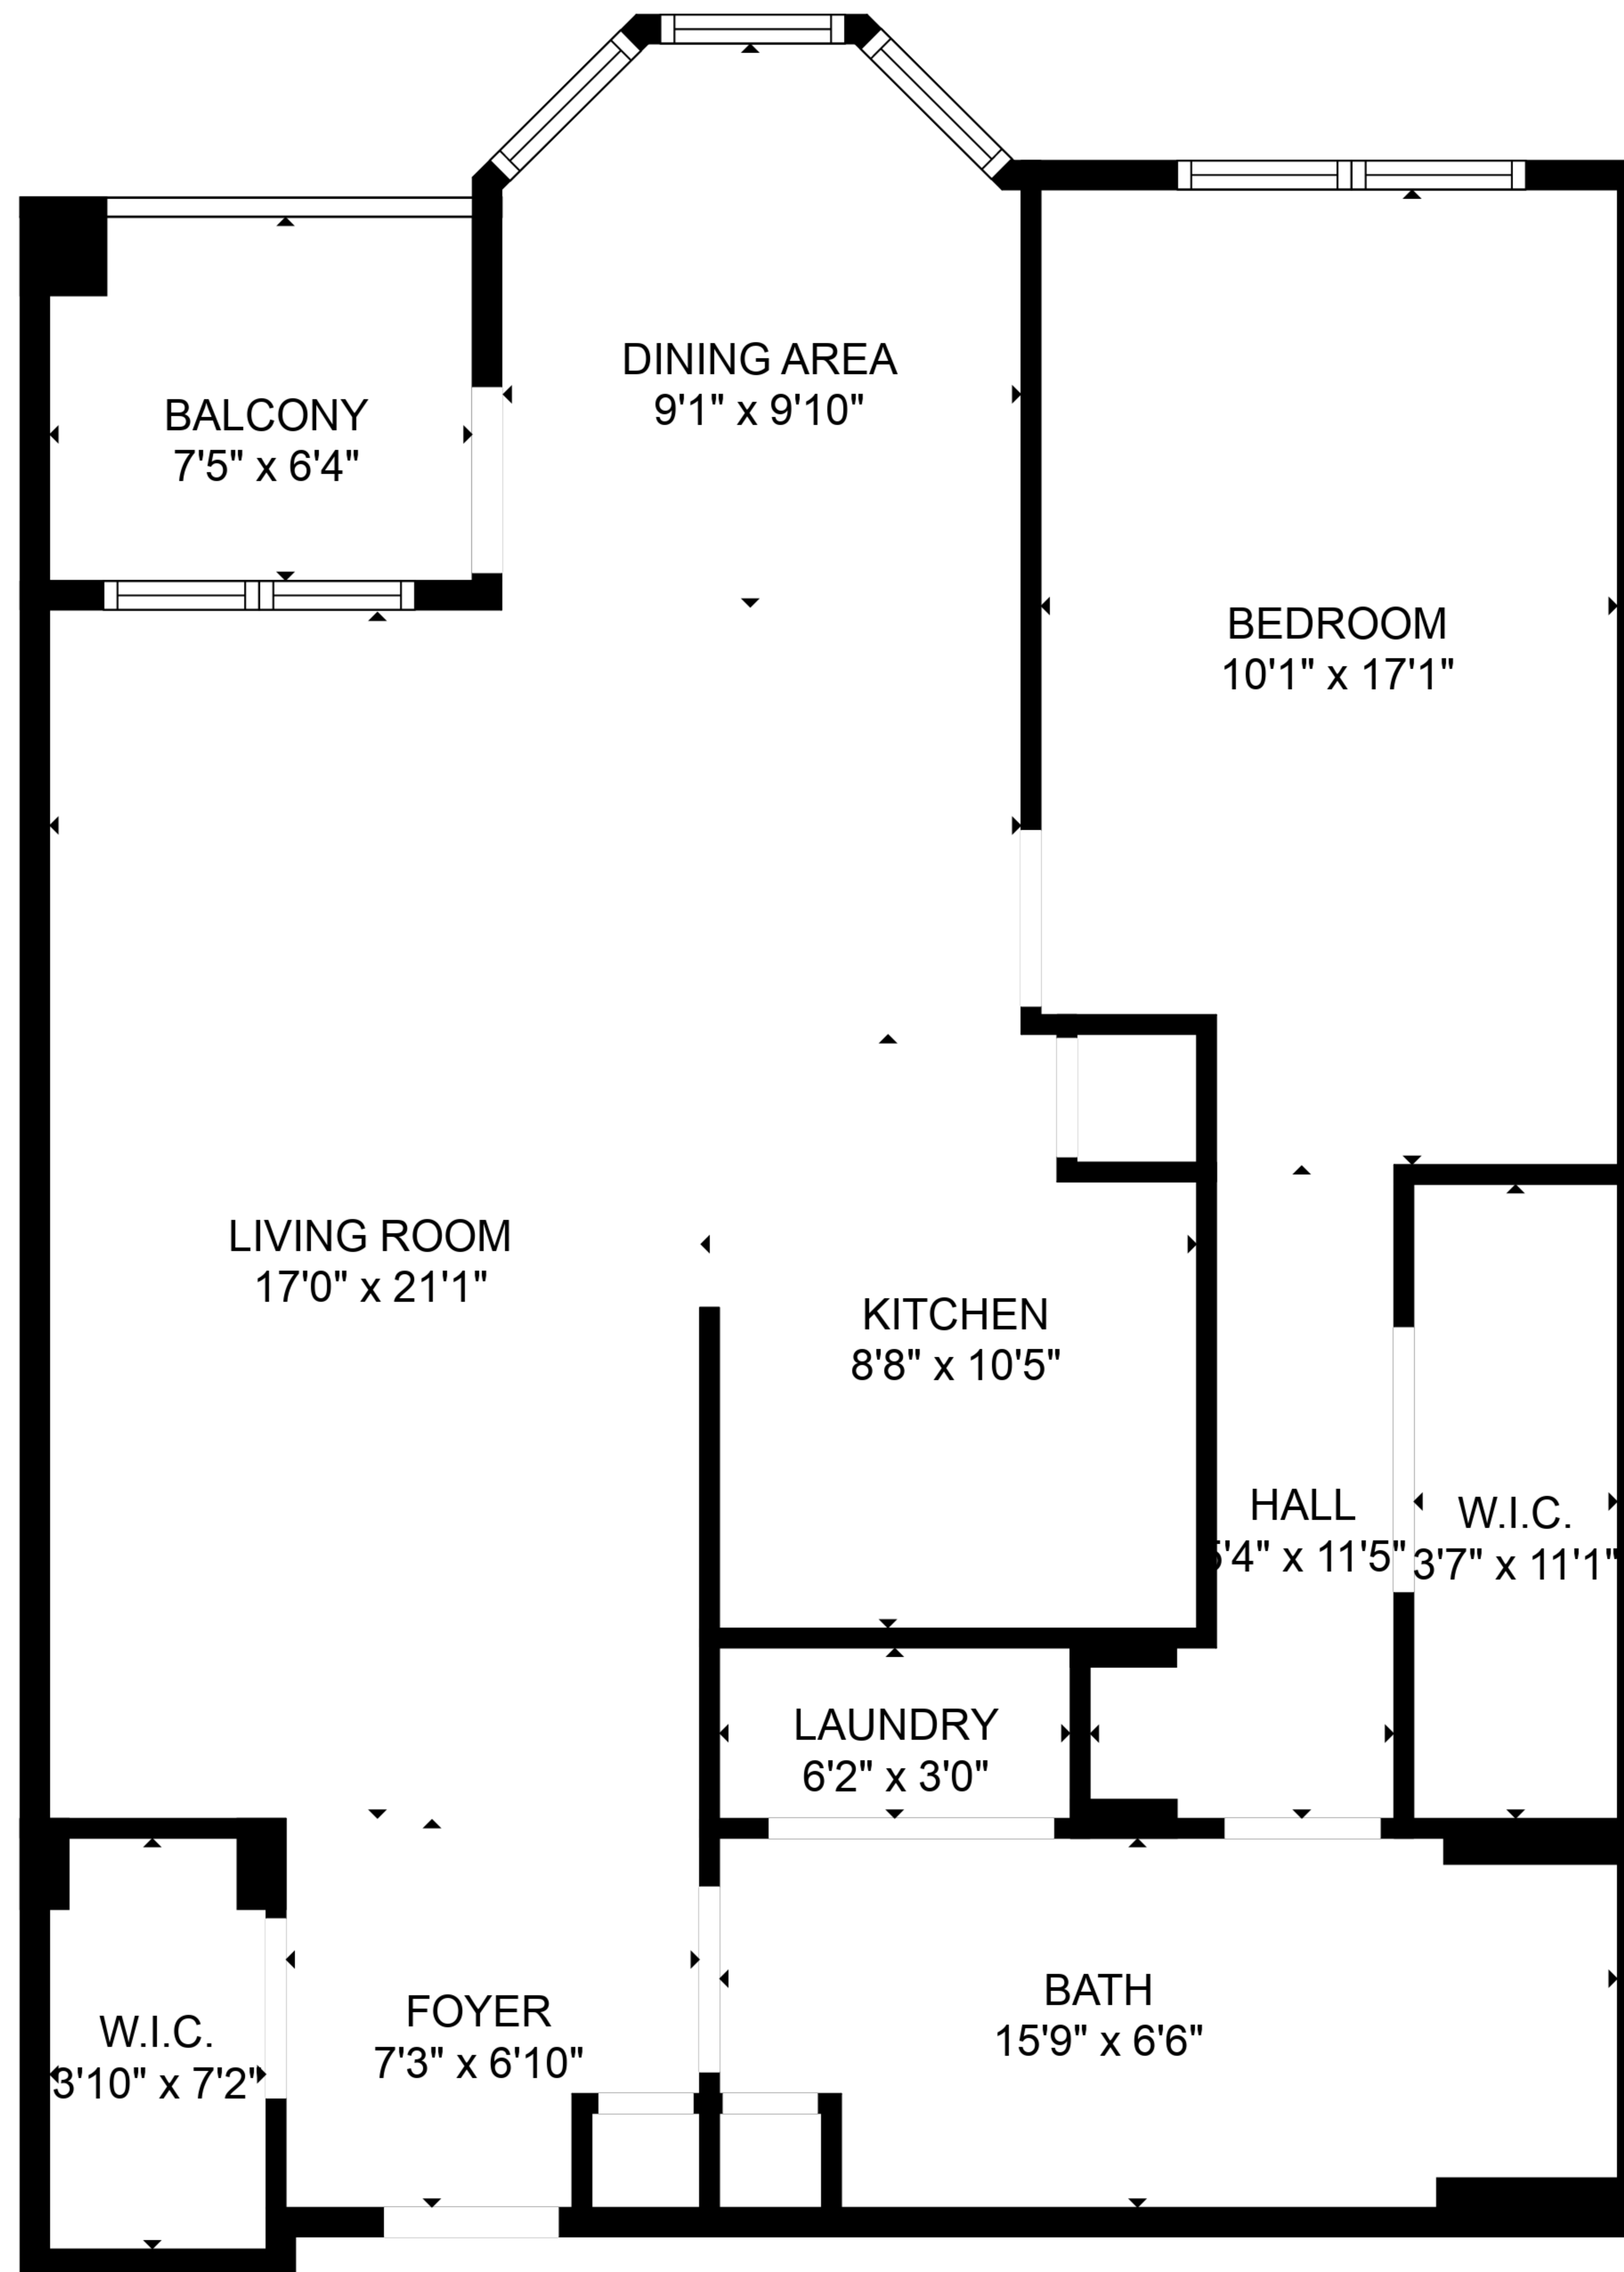 DINING AREA
9'1" x 9'10"
BALCONY
7'5" x 6'4"
BEDROOM
10'1" x 17'1"
LIVING ROOM
17'0" x 21'1"
KITCHEN
8'8" x 10'5"
HALL
5'4" x 11'5"
W.I.C.
3'7" x 11'1"
LAUNDRY
6'2" x 3'0"
BATH
15'9" x 6'6"
FOYER
7'3" x 6'10"
W.I.C.
3'10" x 7'2"